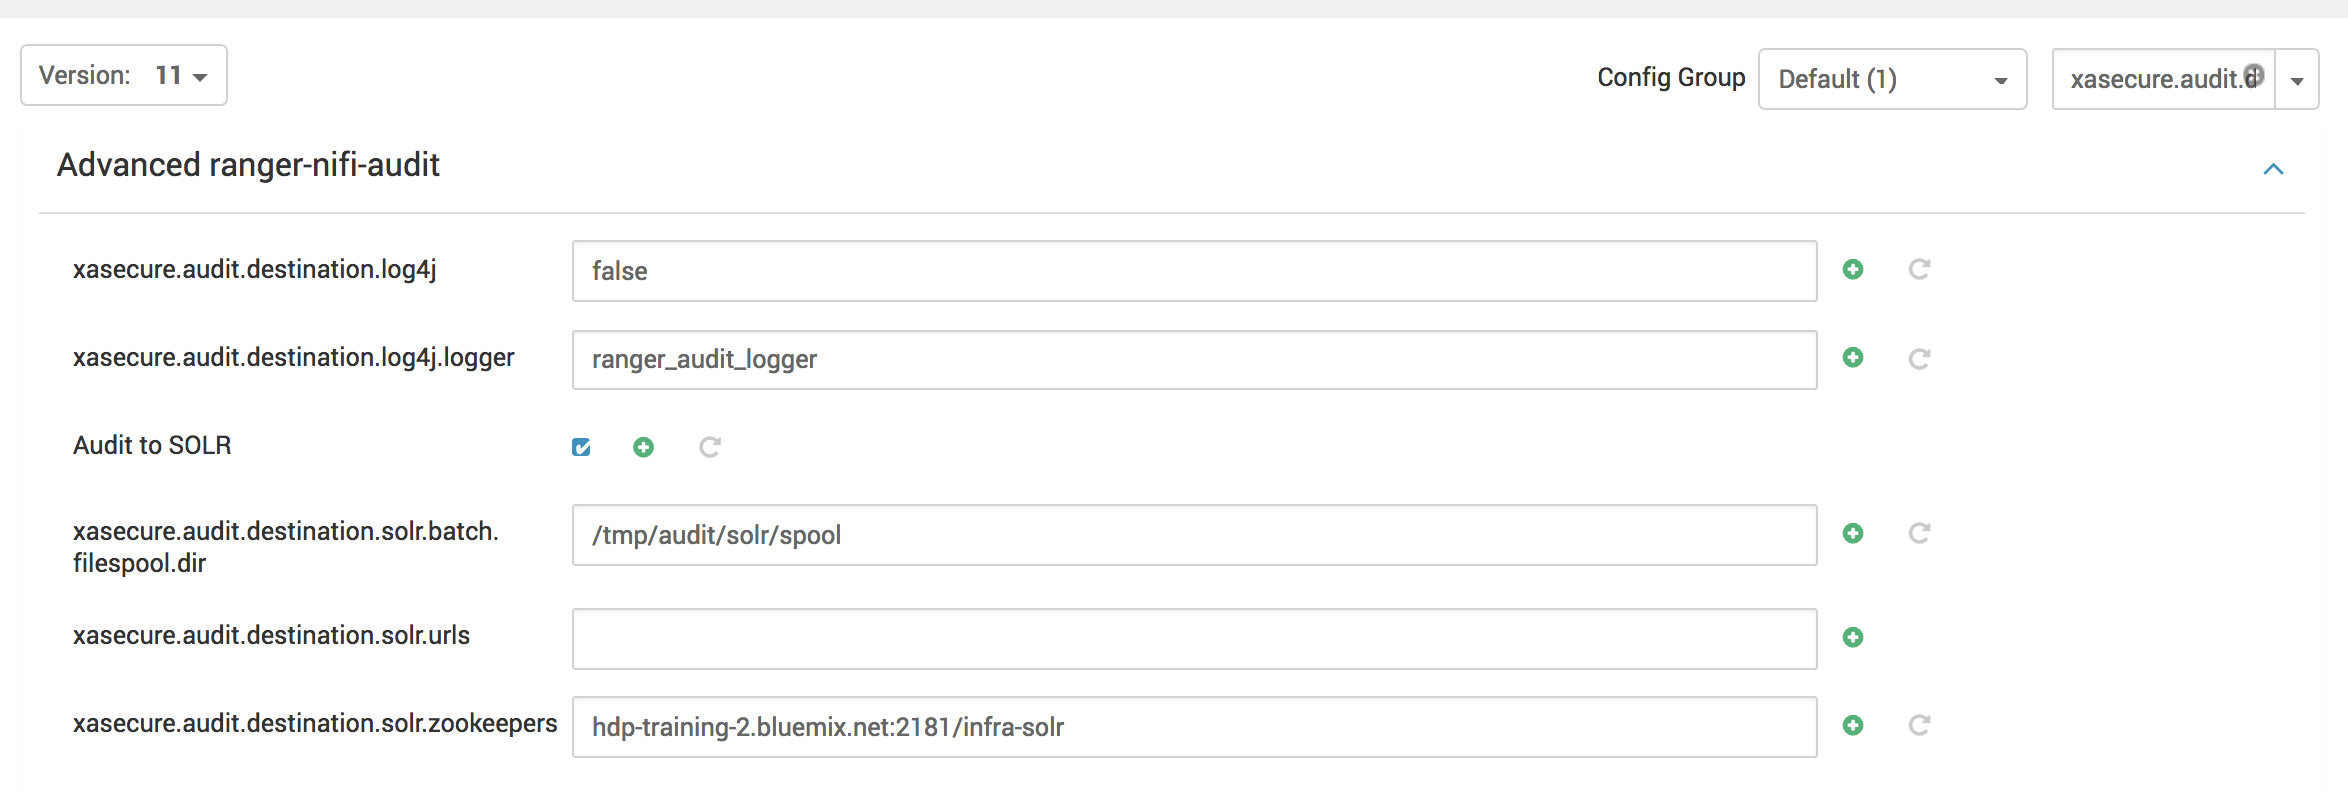 Version: 11
Config Group Default (1) xasecure.audit.d
Advanced ranger-nifi-audit
xasecure.audit.destination.log4j false
xasecure.audit.destination.log4j.logger ranger_audit_logger
Audit to SOLR
xasecure.audit.destination.solr.batch.
filespool.dir
/tmp/audit/solr/spool
xasecure.audit.destination.solr.urls
xasecure.audit.destination.solr.zookeepers hdp-training-2.bluemix.net:2181/infra-solr